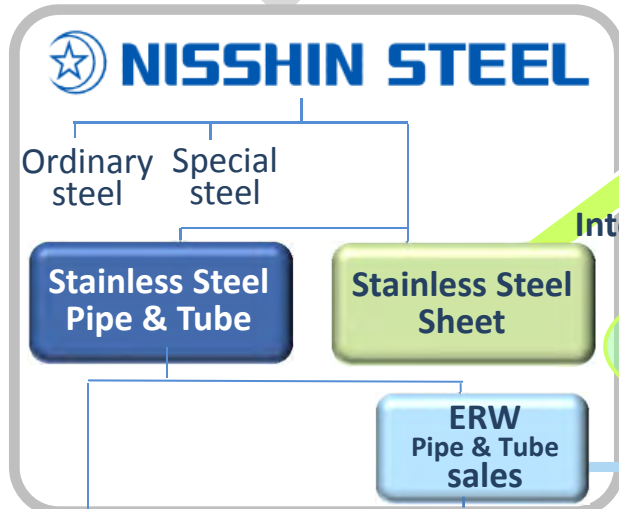 NISSHIN STEEL
Ordinary Special
steel steel
Stainless Steel
Pipe & Tube
Stainless Steel
Sheet
ERW
Pipe & Tube
sales